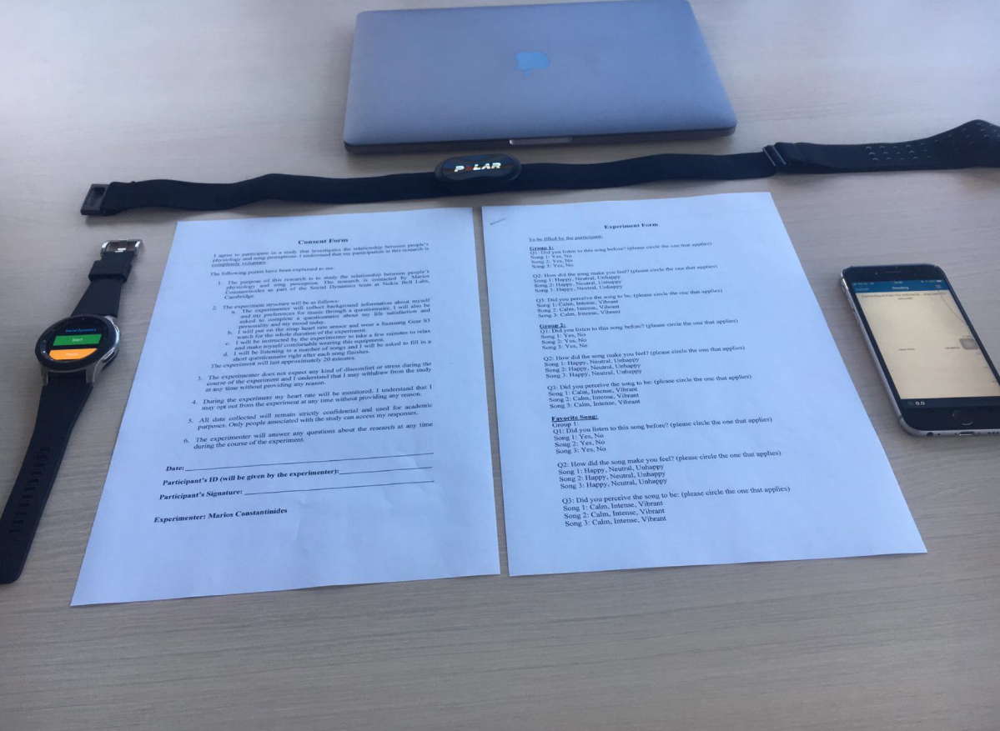 POLAR
Consent Form
I agree to participate in a study that investigates the relationship between people's
physiology and song perceptions. I understand that my participation in this research is
completely voluntary.
The following points have been explained to me:
1. The purpose of this research is to study the relationship between people's
physiology and song perception. The research is contacted by Marios
Constantinides as part of the Social Dynamics team at Nokia Bell Labs,
Cambridge.
2. The experiment structure will be as follows:
a. The experimenter will collect background information about myself
and my preferences for music through a questionnaire. I will also be
asked to complete a questionnaire about my life satisfaction and
personality and my mood today.
b. I will put on the strap heart rate sensor and wear a Samsung Gear S3
watch for the whole duration of the experiment.
c. I will be instructed by the experimenter to take a few minutes to relax
and make myself comfortable wearing this equipment.
d. I will be listening to a number of songs and I will be asked to fill in a
short questionnaire right after each song finishes.
The experiment will last approximately 20 minutes.
3. The experimenter does not expect any kind of discomfort or stress during the
course of the experiment and I understand that I may withdraw from the study
at any time without providing any reason.
4. During the experiment my heart rate will be monitored. I understand that I
may opt out from the experiment at any time without providing any reason.
5. All data collected will remain strictly confidential and used for academic
purposes. Only people associated with the study can access my responses.
6. The experimenter will answer any questions about the research at any time
during the course of the experiment.
Date:
Participant's ID (will be given by the experimenter):
Participant's Signature:
Experimenter: Marios Constantinides
Experiment Form
To be filled by the participant:
Group 1:
Q1: Did you listen to this song before? (please circle the one that applies)
Song 1: Yes, No
Song 2: Yes, No
Song 3: Yes, No
Q2: How did the song make you feel? (please circle the one that applies)
Song 1: Happy, Neutral, Unhappy
Song 2: Happy, Neutral, Unhappy
Song 3: Happy, Neutral, Unhappy
Q3: Did you perceive the song to be: (please circle the one that applies)
Song 1: Calm, Intense, Vibrant
Song 2: Calm, Intense, Vibrant
Song 3: Calm, Intense, Vibrant
Group 2:
Q1: Did you listen to this song before? (please circle the one that applies)
Song 1: Yes, No
Song 2: Yes, No
Song 3: Yes, No
Q2: How did the song make you feel? (please circle the one that applies)
Song 1: Happy, Neutral, Unhappy
Song 2: Happy, Neutral, Unhappy
Song 3: Happy, Neutral, Unhappy
Q3: Did you perceive the song to be: (please circle the one that applies)
Song 1: Calm, Intense, Vibrant
Song 2: Calm, Intense, Vibrant
Song 3: Calm, Intense, Vibrant
Favorite Song:
Group 1:
Q1: Did you listen to this song before? (please circle the one that applies)
Song 1: Yes, No
Song 2: Yes, No
Song 3: Yes, No
Q2: How did the song make you feel? (please circle the one that applies)
Song 1: Happy, Neutral, Unhappy
Song 2: Happy, Neutral, Unhappy
Song 3: Happy, Neutral, Unhappy
Q3: Did you perceive the song to be: (please circle the one that applies)
Song 1: Calm, Intense, Vibrant
Song 2: Calm, Intense, Vibrant
Song 3: Calm, Intense, Vibrant
Social Dynamics
Start
0.0